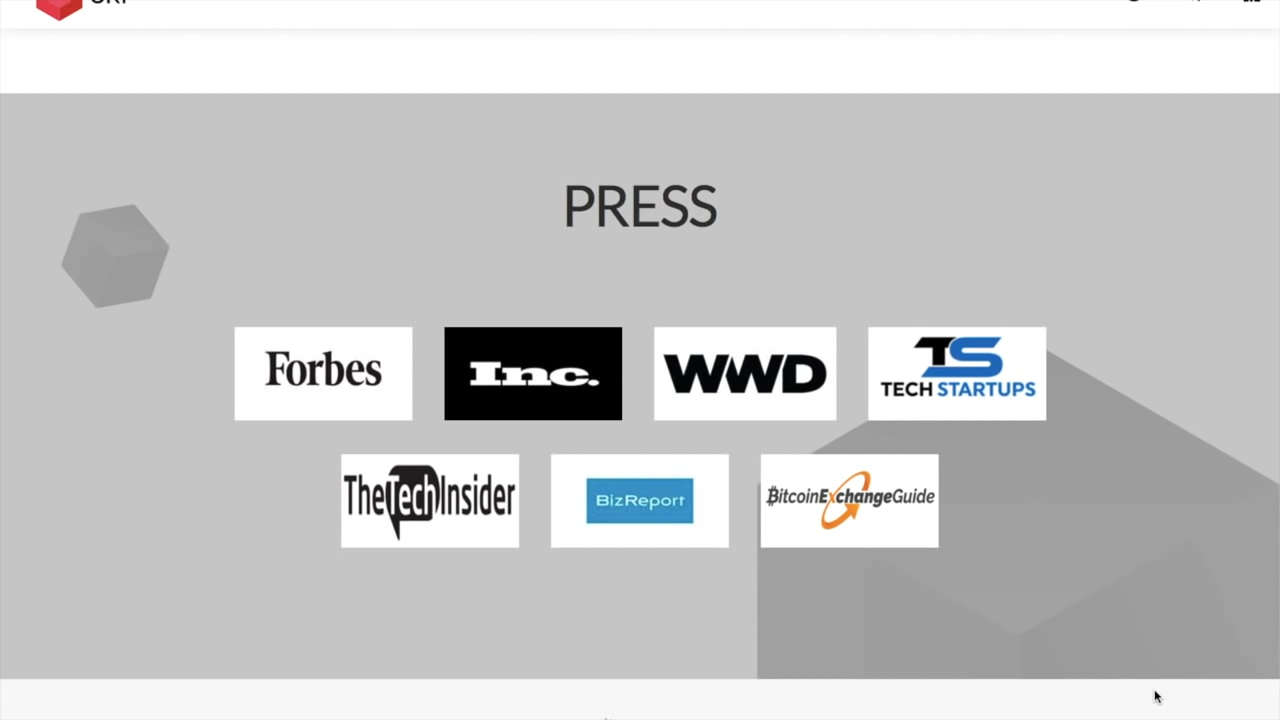 PRESS
Forbes
Inc.
WWD
TS
TECH STARTUPS
TheTechInsider
BizReport
BitcoinExchangeGuide